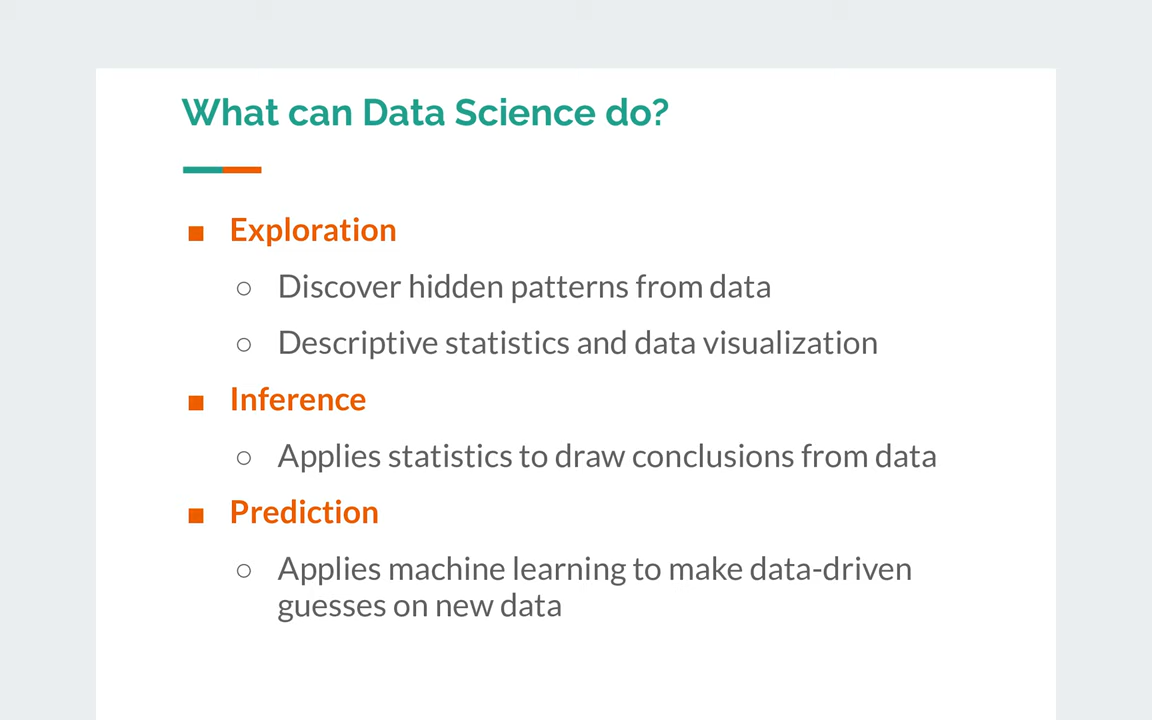 What can Data Science do?
■ Exploration
○ Discover hidden patterns from data
○ Descriptive statistics and data visualization
■ Inference
○ Applies statistics to draw conclusions from data
■ Prediction
○ Applies machine learning to make data-driven
guesses on new data